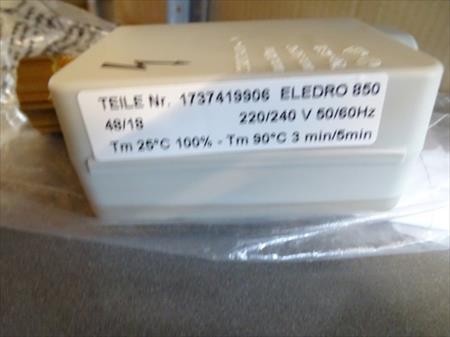 TEILE Nr. 1737419906 ELEDRO 850
48/18 220/240 V 50/60Hz
Tm 25°C 100% - Tm 90°C 3 min/5min